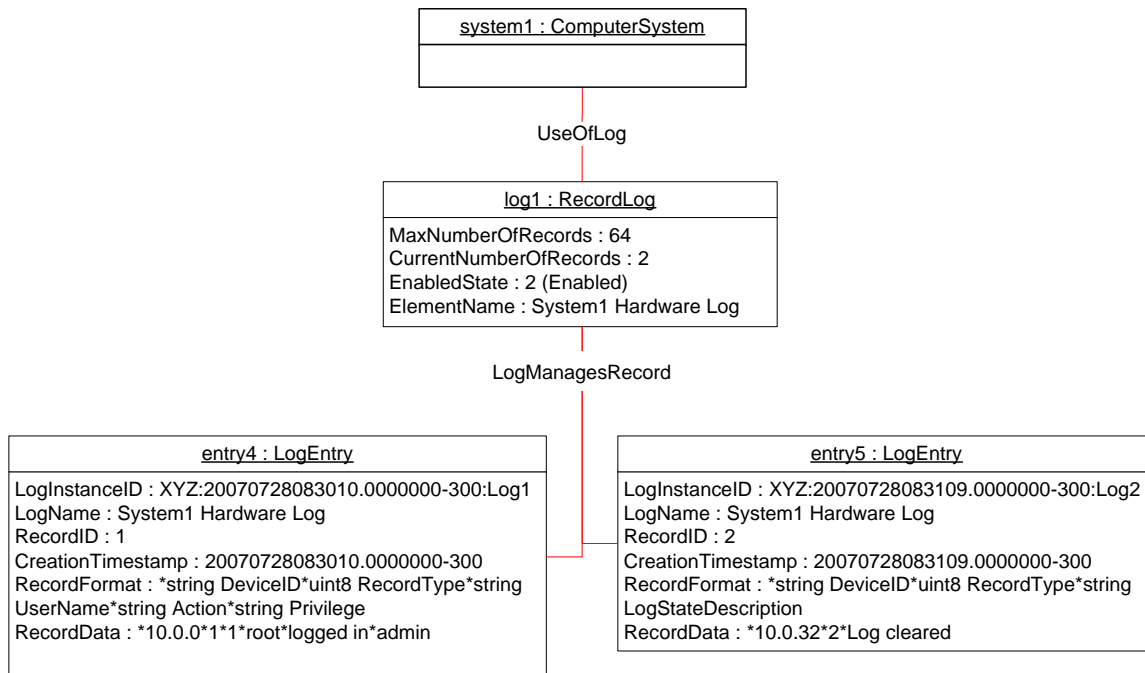 system1 : ComputerSystem
UseOfLog
log1 : RecordLog
MaxNumberOfRecords : 64
CurrentNumberOfRecords : 2
EnabledState : 2 (Enabled)
ElementName : System1 Hardware Log
LogManagesRecord
entry4 : LogEntry
LogInstanceID : XYZ:20070728083010.0000000-300:Log1
LogName : System1 Hardware Log
RecordID : 1
CreationTimestamp : 20070728083010.0000000-300
RecordFormat : *string DeviceID*uint8 RecordType*string
UserName*string Action*string Privilege
RecordData : *10.0.0*1*1*root*logged in*admin
entry5 : LogEntry
LogInstanceID : XYZ:20070728083109.0000000-300:Log2
LogName : System1 Hardware Log
RecordID : 2
CreationTimestamp : 20070728083109.0000000-300
RecordFormat : *string DeviceID*uint8 RecordType*string
LogStateDescription
RecordData : *10.0.32*2*Log cleared